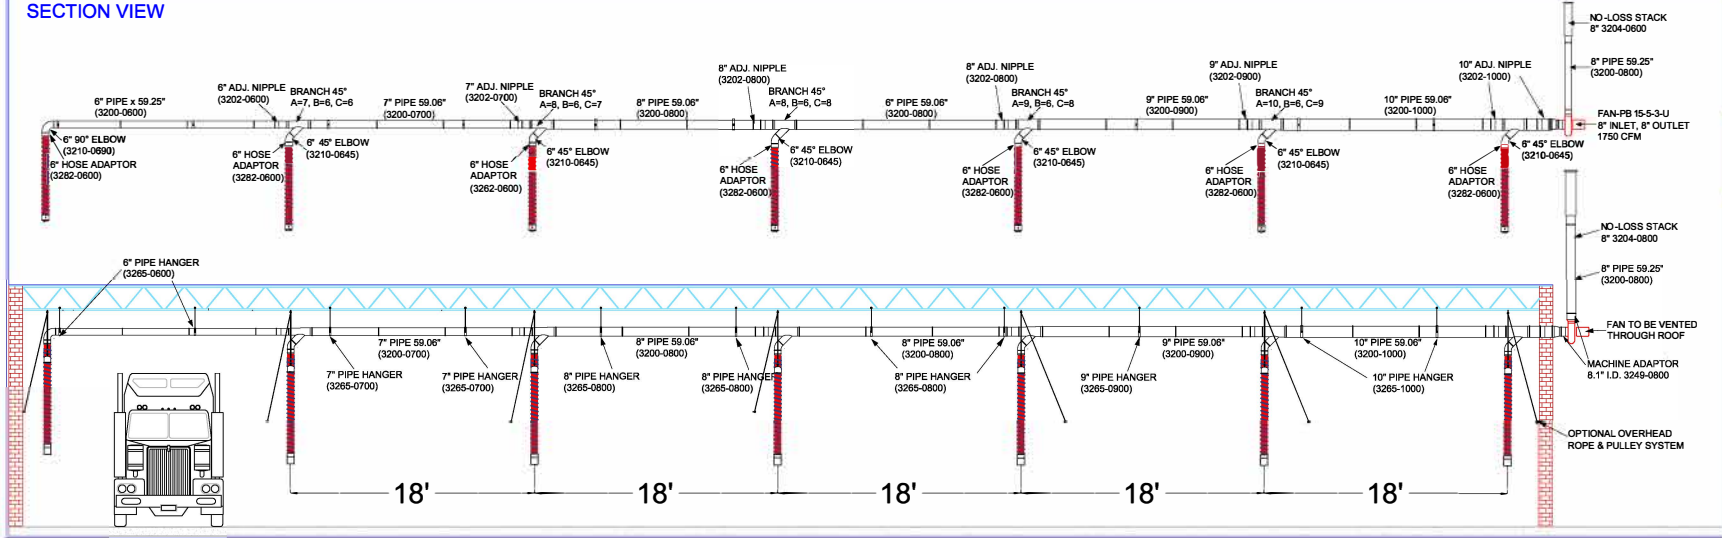 SECTION VIEW
NO-LOSS STACK
8" 3204-0600
8" PIPE 59.25"
(3200-0800)
FAN-PB 15-5-3-U
8" INLET, 8" OUTLET
1750 CFM
6" PIPE x 59.25"
(3200-0600)
6" ADJ. NIPPLE
(3202-0600)
BRANCH 45°
A=7, B=6, C=6
7" PIPE 59.06"
(3200-0700)
7" ADJ. NIPPLE
(3202-0700)
BRANCH 45°
A=8, B=6, C=7
8" PIPE 59.06"
(3200-0800)
8" ADJ. NIPPLE
(3202-0800)
BRANCH 45°
A=8, B=6, C=8
6" PIPE 59.06"
(3200-0800)
8" ADJ. NIPPLE
(3202-0800)
BRANCH 45°
A=9, B=6, C=8
9" PIPE 59.06"
(3200-0900)
9" ADJ. NIPPLE
(3202-0900)
BRANCH 45°
A=10, B=6, C=9
10" PIPE 59.06"
(3200-1000)
10" ADJ. NIPPLE
(3202-1000)
6" 90° ELBOW
(3210-0690)
6" HOSE ADAPTOR
(3282-0600)
6" HOSE
ADAPTOR
(3282-0600)
6" 45° ELBOW
(3210-0645)
6" HOSE
ADAPTOR
(3262-0600)
6" 45° ELBOW
(3210-0645)
6" HOSE
ADAPTOR
(3282-0600)
6" 45° ELBOW
(3210-0645)
6" HOSE
ADAPTOR
(3282-0600)
6" 45° ELBOW
(3210-0645)
6" HOSE
ADAPTOR
(3282-0600)
6" 45° ELBOW
(3210-0645)
6" HOSE
ADAPTOR
(3282-0600)
6" 45° ELBOW
(3210-0645)
NO-LOSS STACK
8" 3204-0800
8" PIPE 59.25"
(3200-0800)
FAN TO BE VENTED
THROUGH ROOF
MACHINE ADAPTOR
8.1" I.D. 3249-0800
OPTIONAL OVERHEAD
ROPE & PULLEY SYSTEM
6" PIPE HANGER
(3265-0600)
7" PIPE 59.06"
(3200-0700)
8" PIPE 59.06"
(3200-0800)
8" PIPE 59.06"
(3200-0800)
9" PIPE 59.06"
(3200-0900)
10" PIPE 59.06"
(3200-1000)
7" PIPE HANGER
(3265-0700)
7" PIPE HANGER
(3265-0700)
8" PIPE HANGER
(3265-0800)
8" PIPE HANGER
(3265-0800)
8" PIPE HANGER
(3265-0800)
9" PIPE HANGER
(3265-0900)
10" PIPE HANGER
(3265-1000)
18'
18'
18'
18'
18'